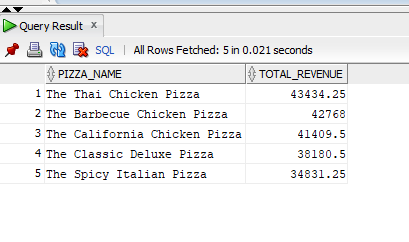 Query Result x
SQL | All Rows Fetched: 5 in 0.021 seconds
PIZZA_NAME TOTAL_REVENUE
1 The Thai Chicken Pizza 43434.25
2 The Barbecue Chicken Pizza 42768
3 The California Chicken Pizza 41409.5
4 The Classic Deluxe Pizza 38180.5
5 The Spicy Italian Pizza 34831.25